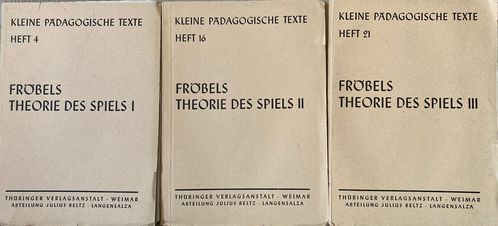 KLEINE PÄDAGOGISCHE TEXTE
HEFT 4
FRÖBELS
THEORIE DES SPIELS I
THÜRINGER VERLAGSANSTALT · WEIMAR
ABTEILUNG JULIUS BELTZ · LANGENSALZA
KLEINE PÄDAGOGISCHE TEXTE
HEFT 16
FRÖBELS
THEORIE DES SPIELS II
THÜRINGER VERLAGSANSTALT · WEIMAR
ABTEILUNG JULIUS BELTZ · LANGENSALZA
KLEINE PÄDAGOGISCHE TEXTE
HEFT 21
FRÖBELS
THEORIE DES SPIELS III
THÜRINGER VERLAGSANSTALT · WEIMAR
ABTEILUNG JULIUS BELTZ · LANGENSALZA